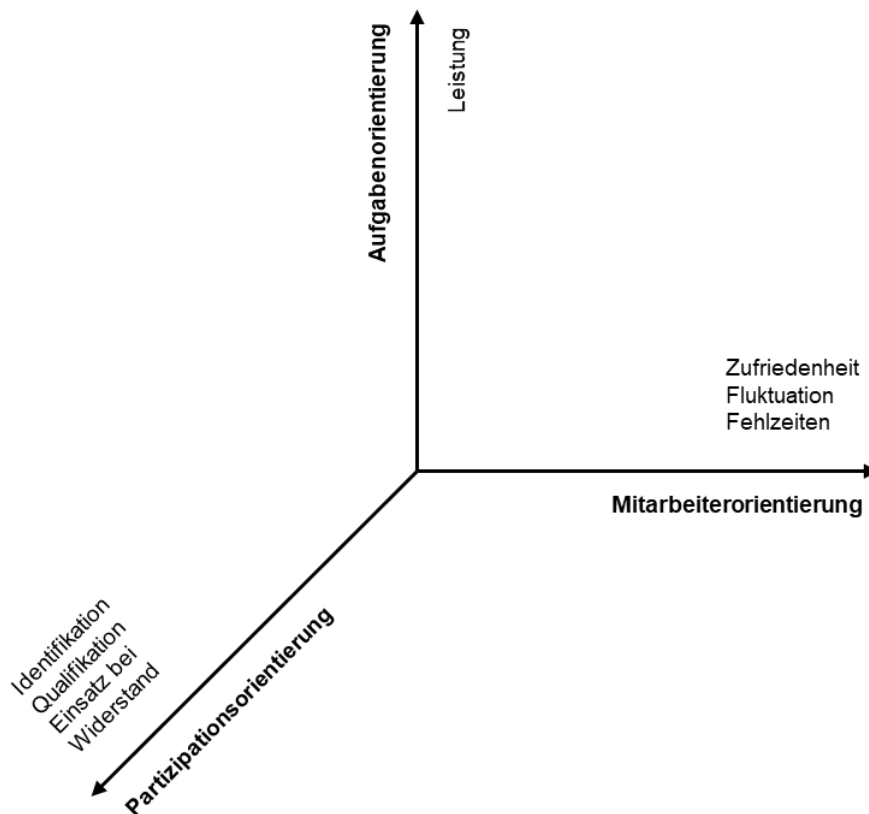 Aufgabenorientierung
Leistung
Zufriedenheit
Fluktuation
Fehlzeiten
Mitarbeiterorientierung
Identifikation
Qualifikation
Einsatz bei
Widerstand
Partizipationsorientierung